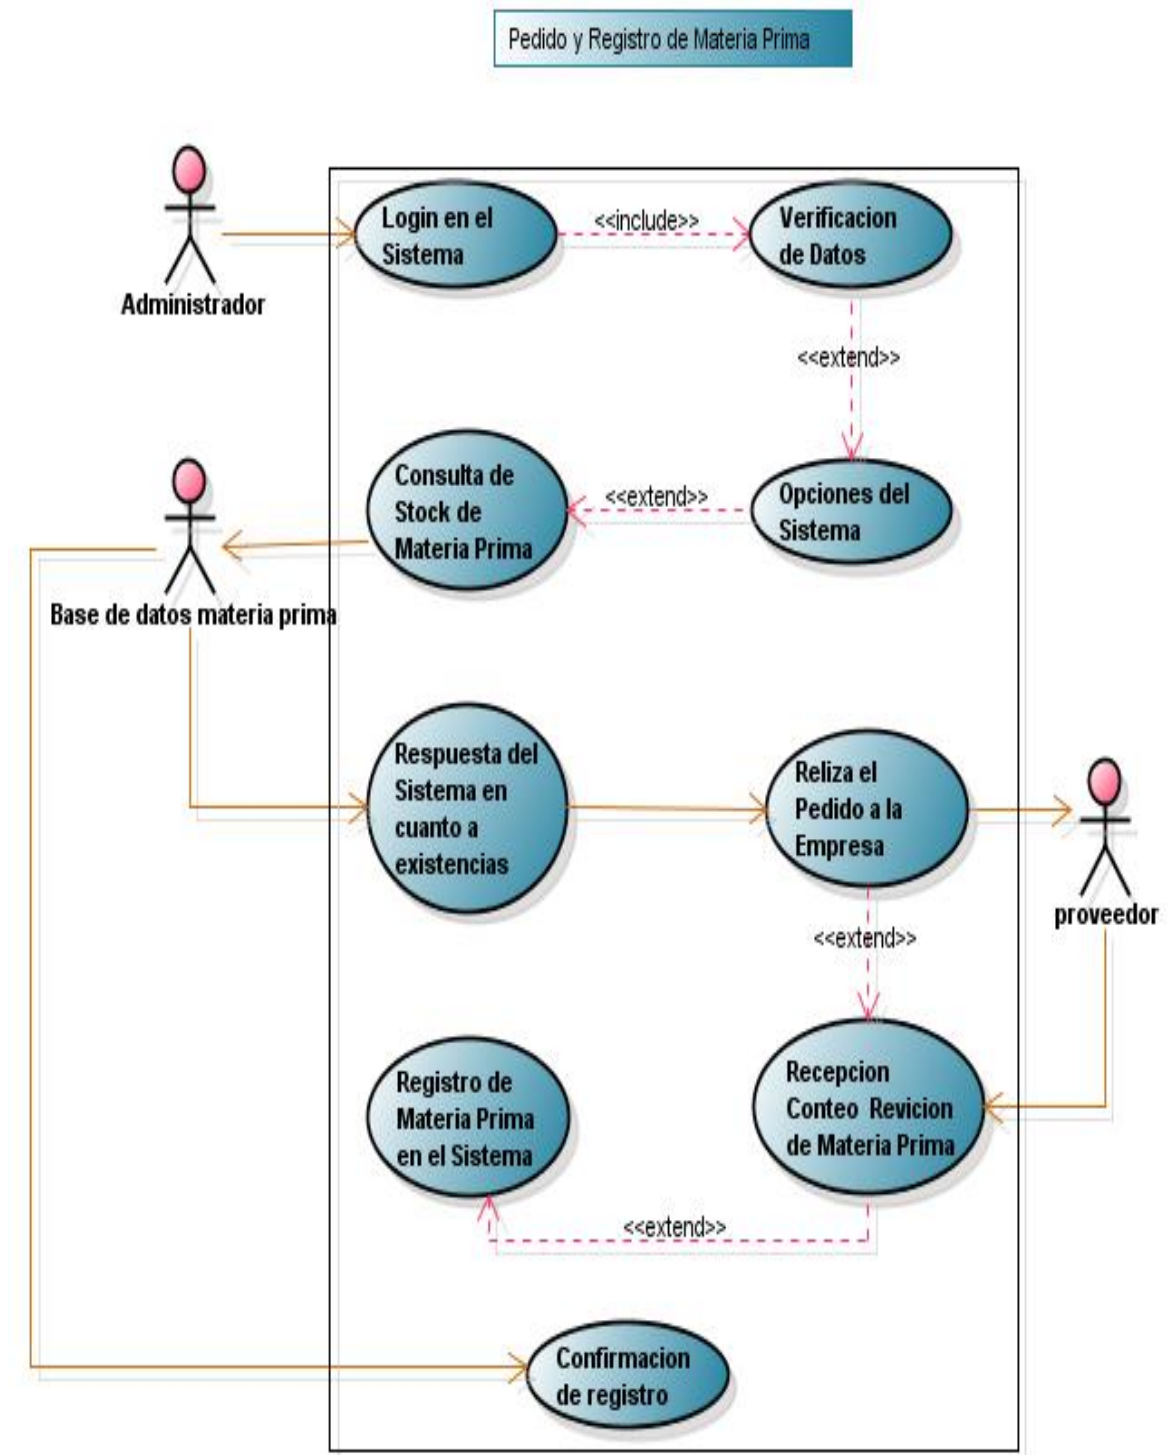 Pedido y Registro de Materia Prima
Login en el
Sistema
<<include>>
Verificacion
de Datos
Administrador
<<extend>>
Consulta de
Stock de
Materia Prima
<<extend>>
Opciones del
Sistema
Base de datos materia prima
Respuesta del
Sistema en
cuanto a
existencias
Reliza el
Pedido a la
Empresa
proveedor
<<extend>>
Registro de
Materia Prima
en el Sistema
Recepcion
Conteo Revicion
de Materia Prima
<<extend>>
Confirmacion
de registro